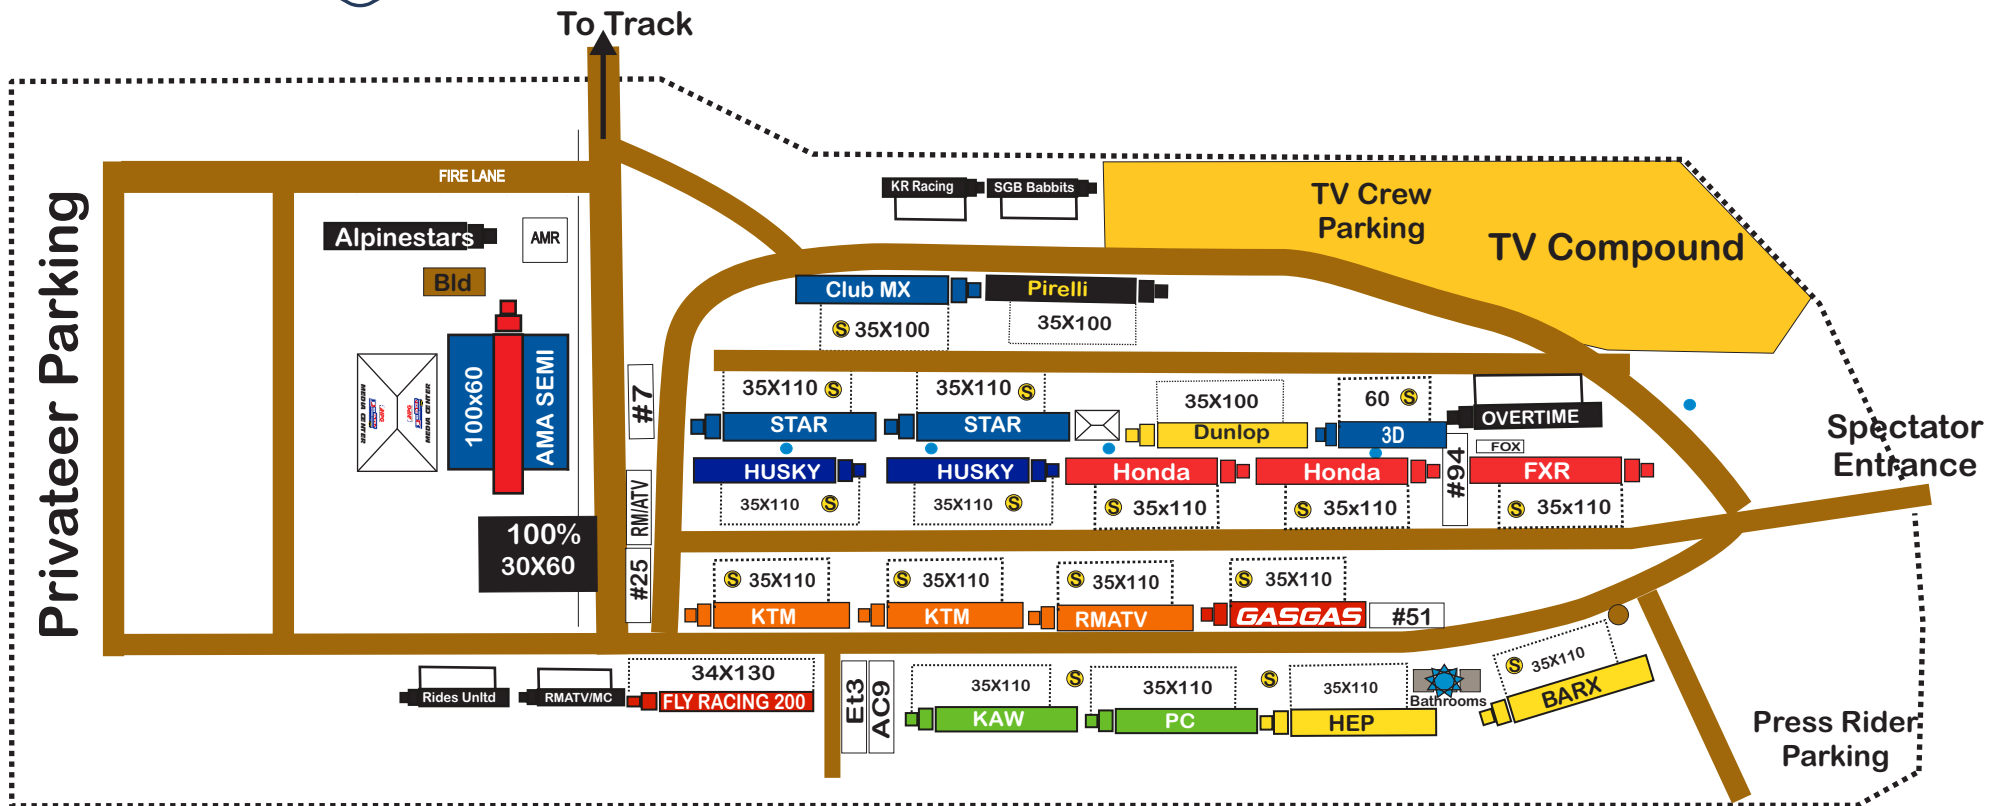 To Track
FIRE LANE
Privateer Parking
Alpinestars
AMR
Bld
100x60
AMA SEMI
MEDIA CENTER
MEDIA CENTER
100%
30X60
#7
RM/ATV
#25
KR Racing
SGB Babbits
TV Crew
Parking
TV Compound
Club MX
Pirelli
S 35X100
35X100
35X110 S
35X110 S
35X100
60 S
STAR
STAR
Dunlop
3D
OVERTIME
FOX
#94
HUSKY
HUSKY
Honda
Honda
FXR
35X110 S
35X110 S
S 35x110
S 35x110
S 35x110
Spectator
Entrance
S 35X110
S 35X110
S 35X110
S 35X110
KTM
KTM
RMATV
GASGAS
#51
Rides Unltd
RMATV/MC
34X130
FLY RACING 200
Et3
AC9
35X110 S
35X110 S
35X110
KAW
PC
HEP
Bathrooms
S 35X110
BARX
Press Rider
Parking